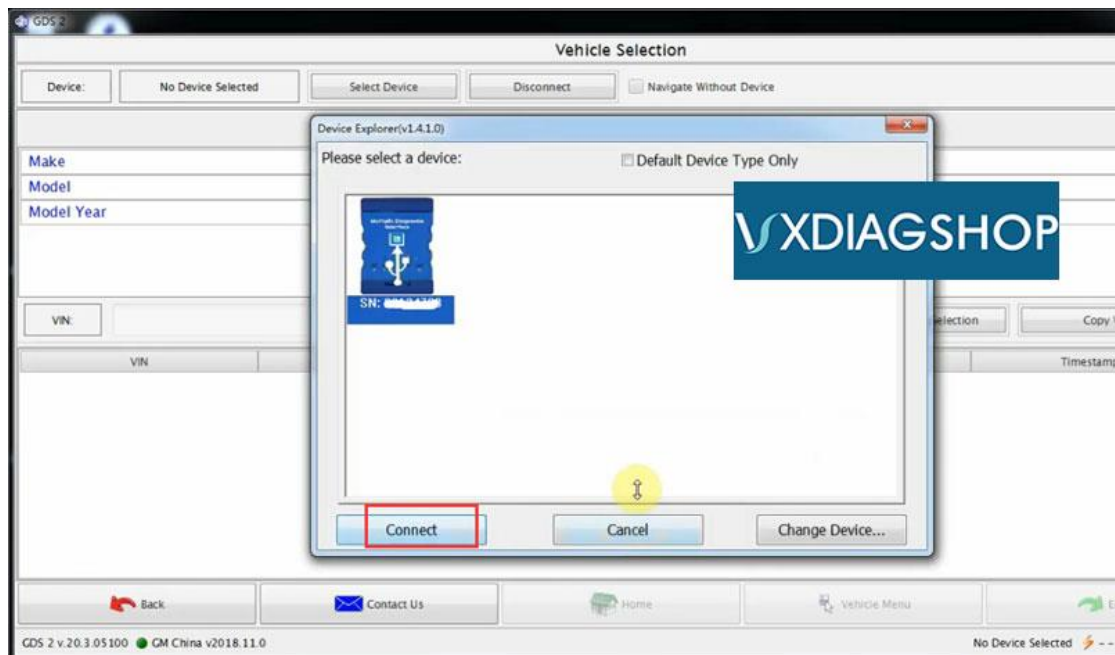 GDS 2
Vehicle Selection
Device: No Device Selected Select Device Disconnect Navigate Without Device
Device Explorer(v1.4.1.0)
Please select a device: Default Device Type Only
Make
Model
Model Year
VXDIAGSHOP
SN:
VIN: election Copy
VIN Timestamp
Connect Cancel Change Device...
Back Contact Us Home Vehicle Menu E
GDS 2 v.20.3.05100 GM China v2018.11.0 No Device Selected --